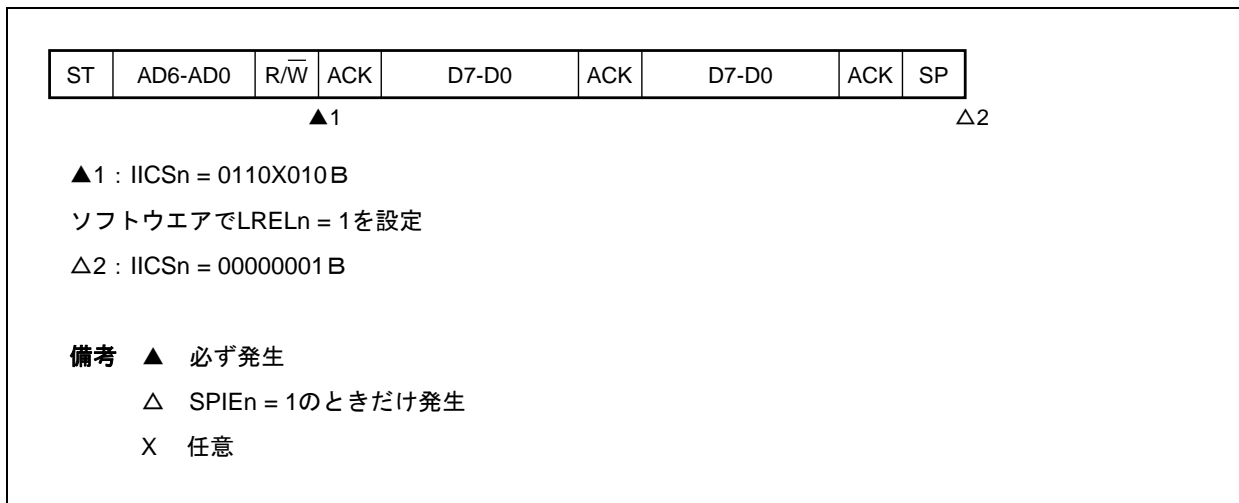 ST AD6-AD0 R/W̅ ACK D7-D0 ACK D7-D0 ACK SP
▲1 △2
▲1：IICSn = 0110X010B
ソフトウエアでLRELn = 1を設定
△2：IICSn = 00000001B
備考 ▲ 必ず発生
△ SPIEn = 1のときだけ発生
X 任意